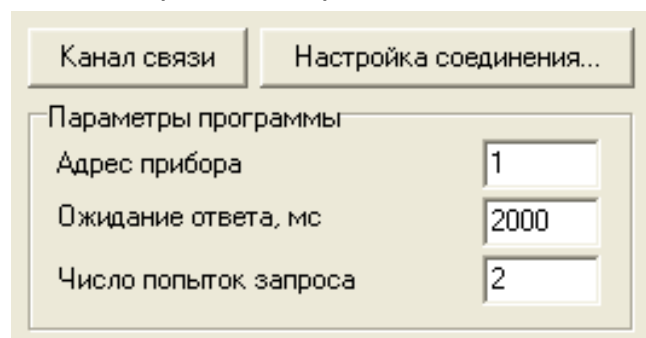 Канал связи Настройка соединения...
Параметры программы
Адрес прибора 1
Ожидание ответа, мс 2000
Число попыток запроса 2